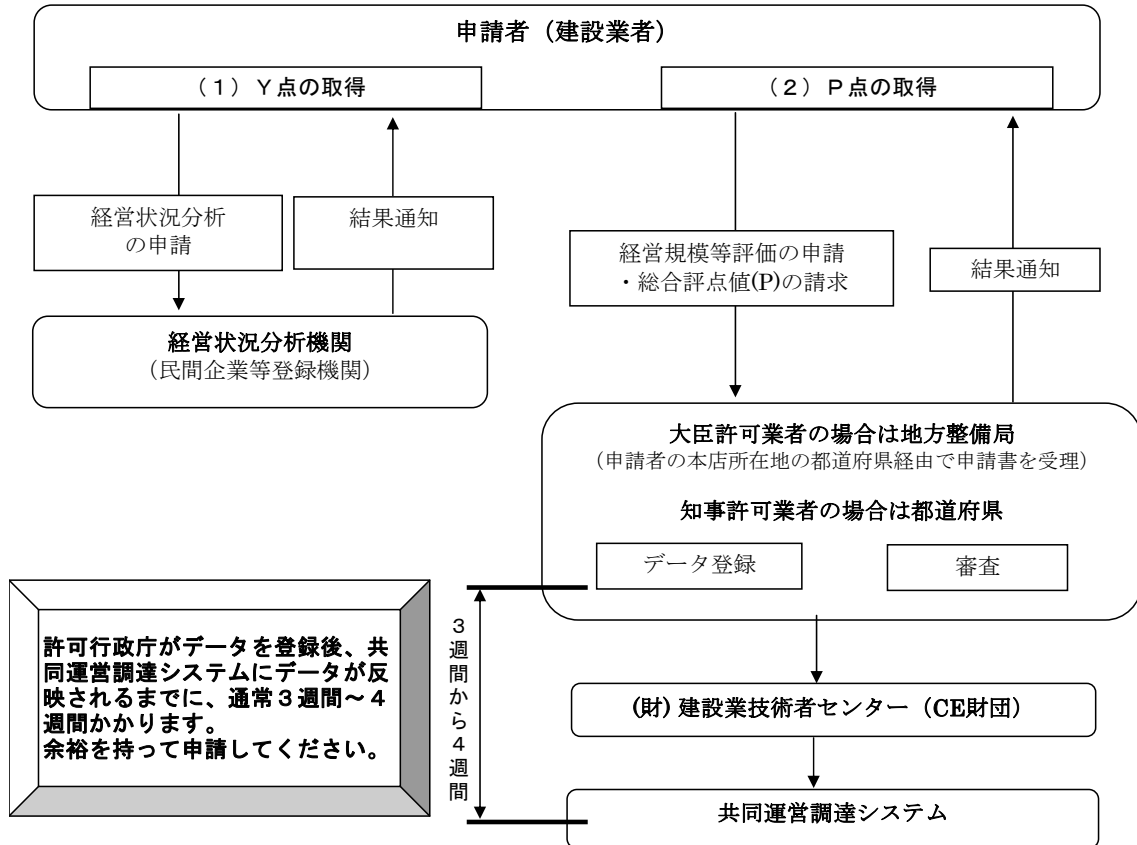 申請者（建設業者）
（１）Ｙ点の取得
（２）Ｐ点の取得
経営状況分析
の申請
結果通知
経営規模等評価の申請
・総合評点値(P)の請求
結果通知
経営状況分析機関
（民間企業等登録機関）
大臣許可業者の場合は地方整備局
（申請者の本店所在地の都道府県経由で申請書を受理）
知事許可業者の場合は都道府県
データ登録
審査
許可行政庁がデータを登録後、共
同運営調達システムにデータが反
映されるまでに、通常３週間～４
週間かかります。
余裕を持って申請してください。
３週間から４週間
(財) 建設業技術者センター（CE財団）
共同運営調達システム